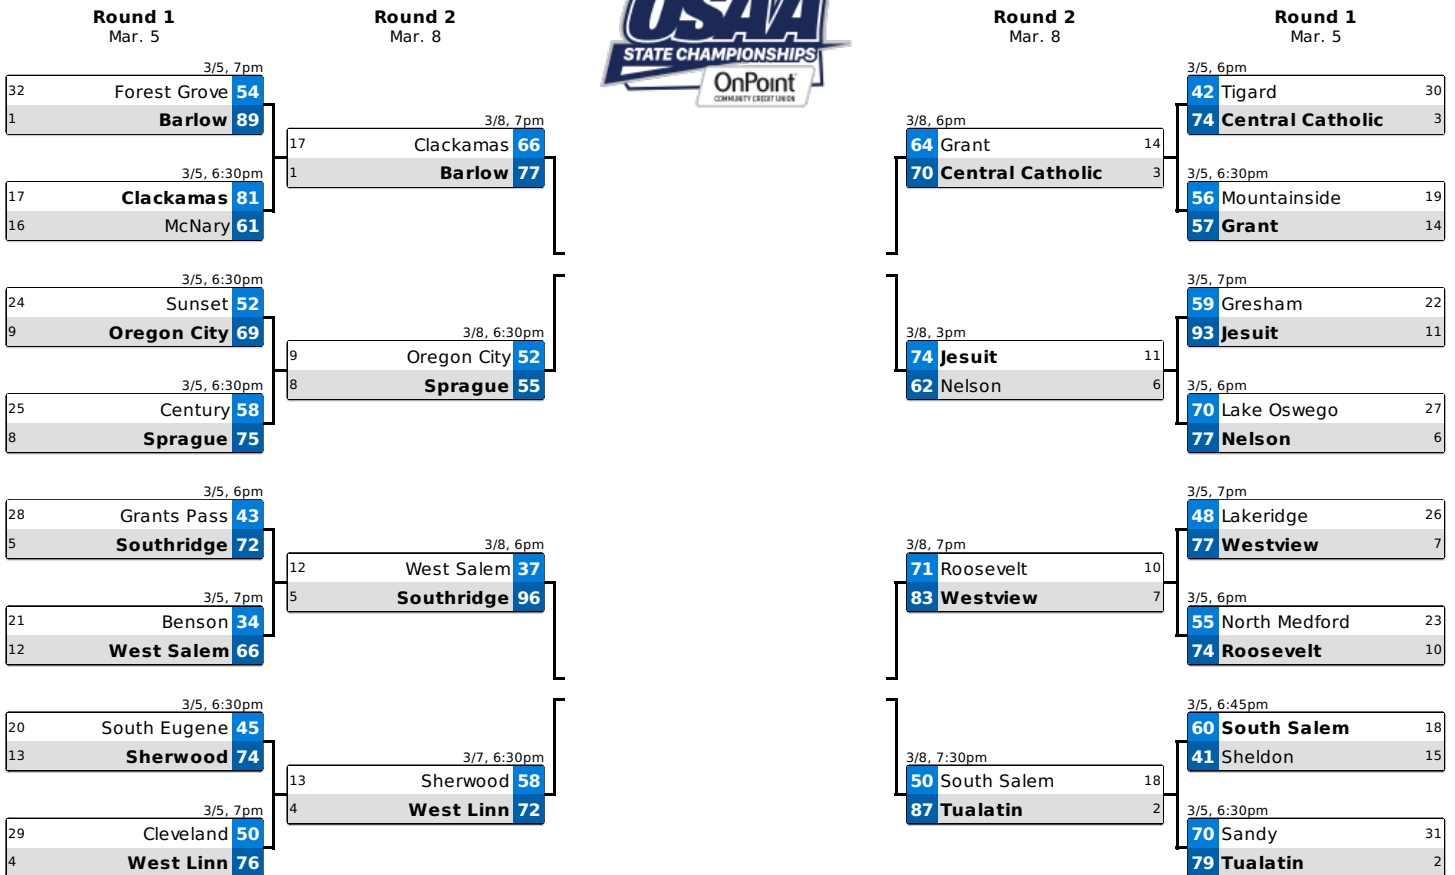 Round 1
Mar. 5
Round 2
Mar. 8
USAA
STATE CHAMPIONSHIPS
OnPoint
COMMUNITY CREDIT UNION
Round 2
Mar. 8
Round 1
Mar. 5
3/5, 7pm
32 Forest Grove 54
1 Barlow 89
3/5, 6:30pm
17 Clackamas 81
16 McNary 61
3/5, 6:30pm
24 Sunset 52
9 Oregon City 69
3/5, 6:30pm
25 Century 58
8 Sprague 75
3/5, 6pm
28 Grants Pass 43
5 Southridge 72
3/5, 7pm
21 Benson 34
12 West Salem 66
3/5, 6:30pm
20 South Eugene 45
13 Sherwood 74
3/5, 7pm
29 Cleveland 50
4 West Linn 76
3/8, 7pm
17 Clackamas 66
1 Barlow 77
3/8, 6:30pm
9 Oregon City 52
8 Sprague 55
3/8, 6pm
12 West Salem 37
5 Southridge 96
3/7, 6:30pm
13 Sherwood 58
4 West Linn 72
3/8, 6pm
64 Grant 14
70 Central Catholic 3
3/8, 3pm
74 Jesuit 11
62 Nelson 6
3/8, 7pm
71 Roosevelt 10
83 Westview 7
3/8, 7:30pm
50 South Salem 18
87 Tualatin 2
3/5, 6pm
42 Tigard 30
74 Central Catholic 3
3/5, 6:30pm
56 Mountainside 19
57 Grant 14
3/5, 7pm
59 Gresham 22
93 Jesuit 11
3/5, 6pm
70 Lake Oswego 27
77 Nelson 6
3/5, 7pm
48 Lakeridge 26
77 Westview 7
3/5, 6pm
55 North Medford 23
74 Roosevelt 10
3/5, 6:45pm
60 South Salem 18
41 Sheldon 15
3/5, 6:30pm
70 Sandy 31
79 Tualatin 2